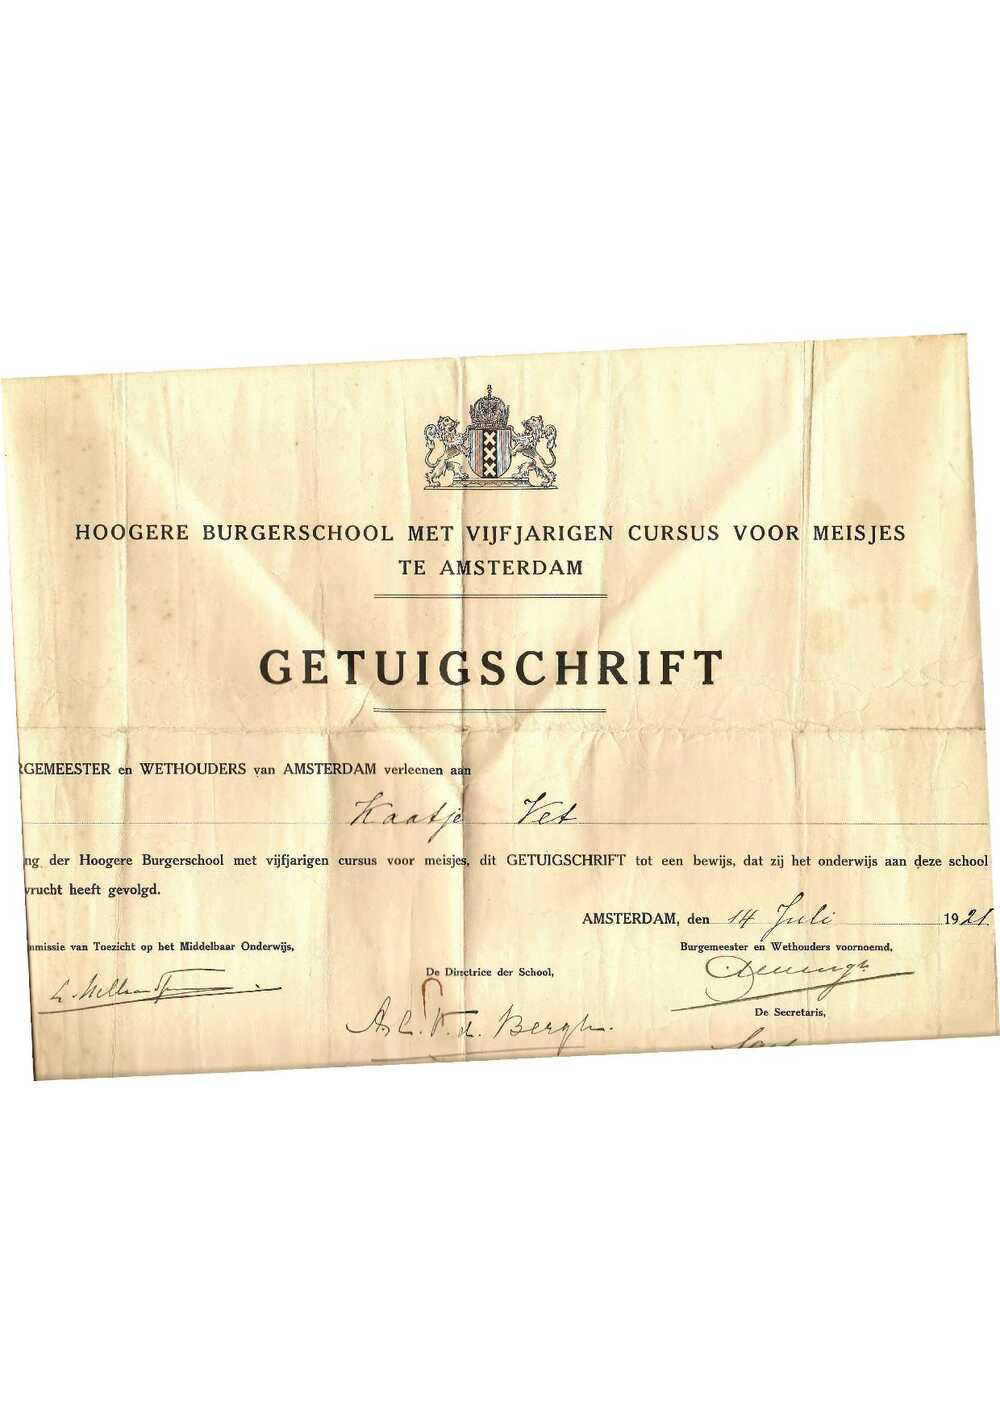 HOOGERE BURGERSCHOOL MET VIJFJARIGEN CURSUS VOOR MEISJES
TE AMSTERDAM
GETUIGSCHRIFT
RGEMEESTER en WETHOUDERS van AMSTERDAM verleenen aan
Kaatje Vet
ng der Hoogere Burgerschool met vijfjarigen cursus voor meisjes, dit GETUIGSCHRIFT tot een bewijs, dat zij het onderwijs aan deze school
vrucht heeft gevolgd.
AMSTERDAM, den 14 Juli 1921
mmissie van Toezicht op het Middelbaar Onderwijs,
Burgemeester en Wethouders voornoemd,
De Directrice der School,
De Secretaris,
v. d. Bergh.